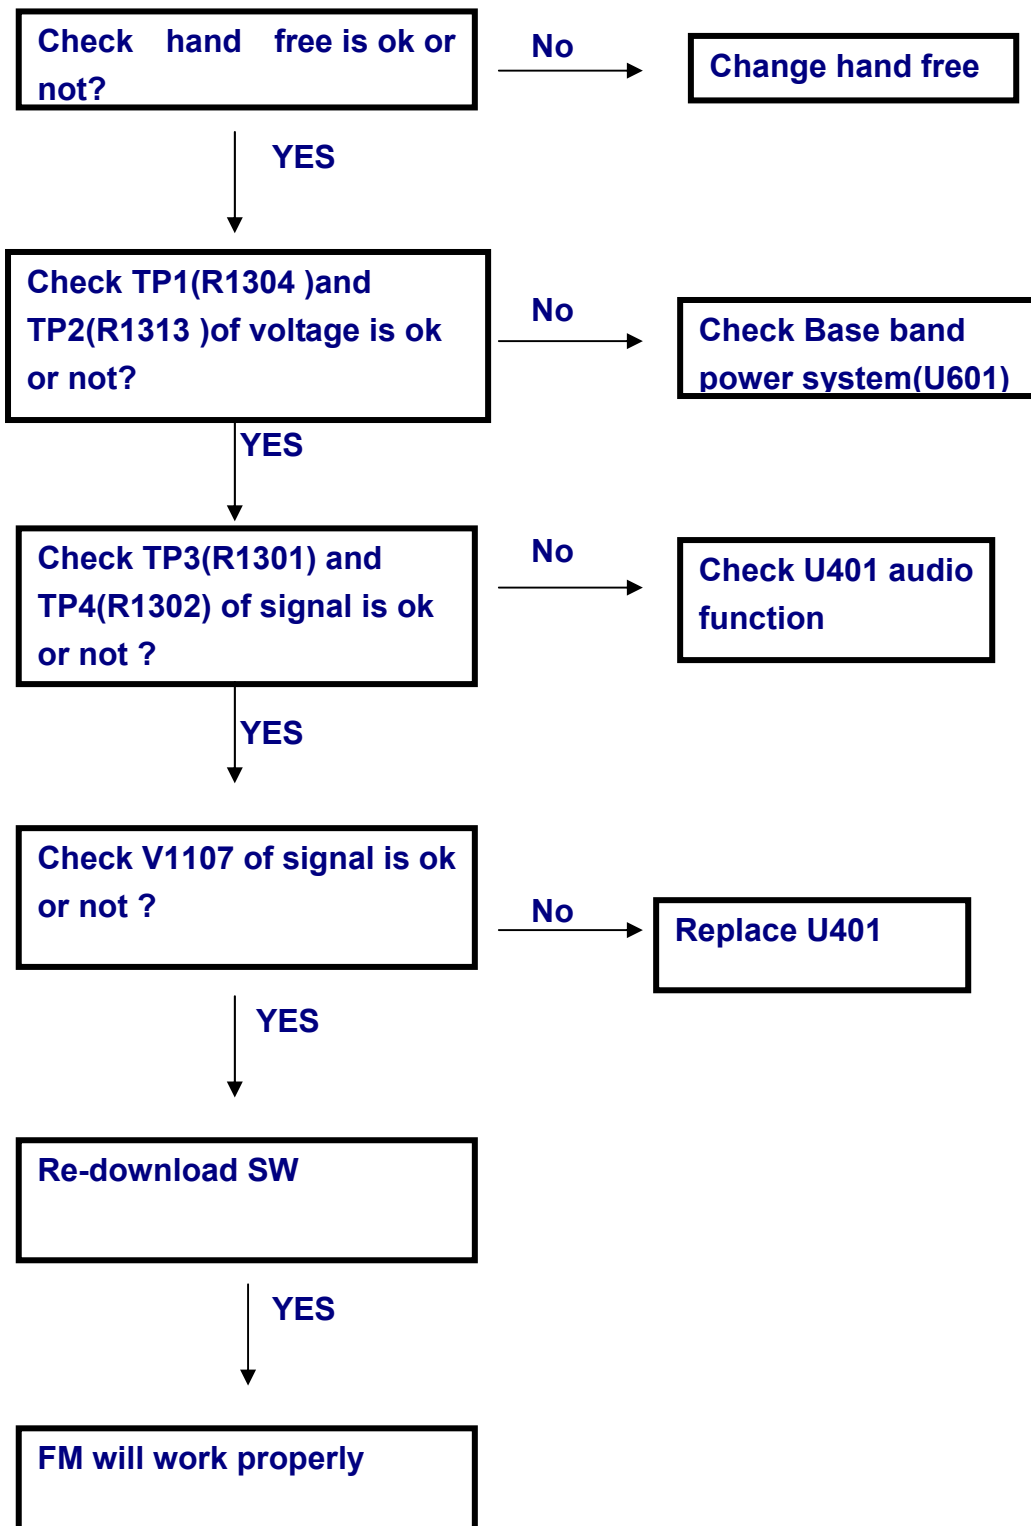 Check hand free is ok or
not?
No
Change hand free
YES
Check TP1(R1304 )and
TP2(R1313 )of voltage is ok
or not?
No
Check Base band
power system(U601)
YES
Check TP3(R1301) and
TP4(R1302) of signal is ok
or not ?
No
Check U401 audio
function
YES
Check V1107 of signal is ok
or not ?
No
Replace U401
YES
Re-download SW
YES
FM will work properly